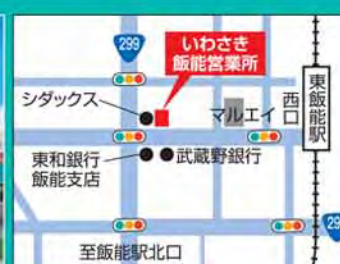 299
いわさき
飯能営業所
シダックス
マルエイ
西口
東飯能駅
東和銀行
飯能支店
武蔵野銀行
至飯能駅北口
29